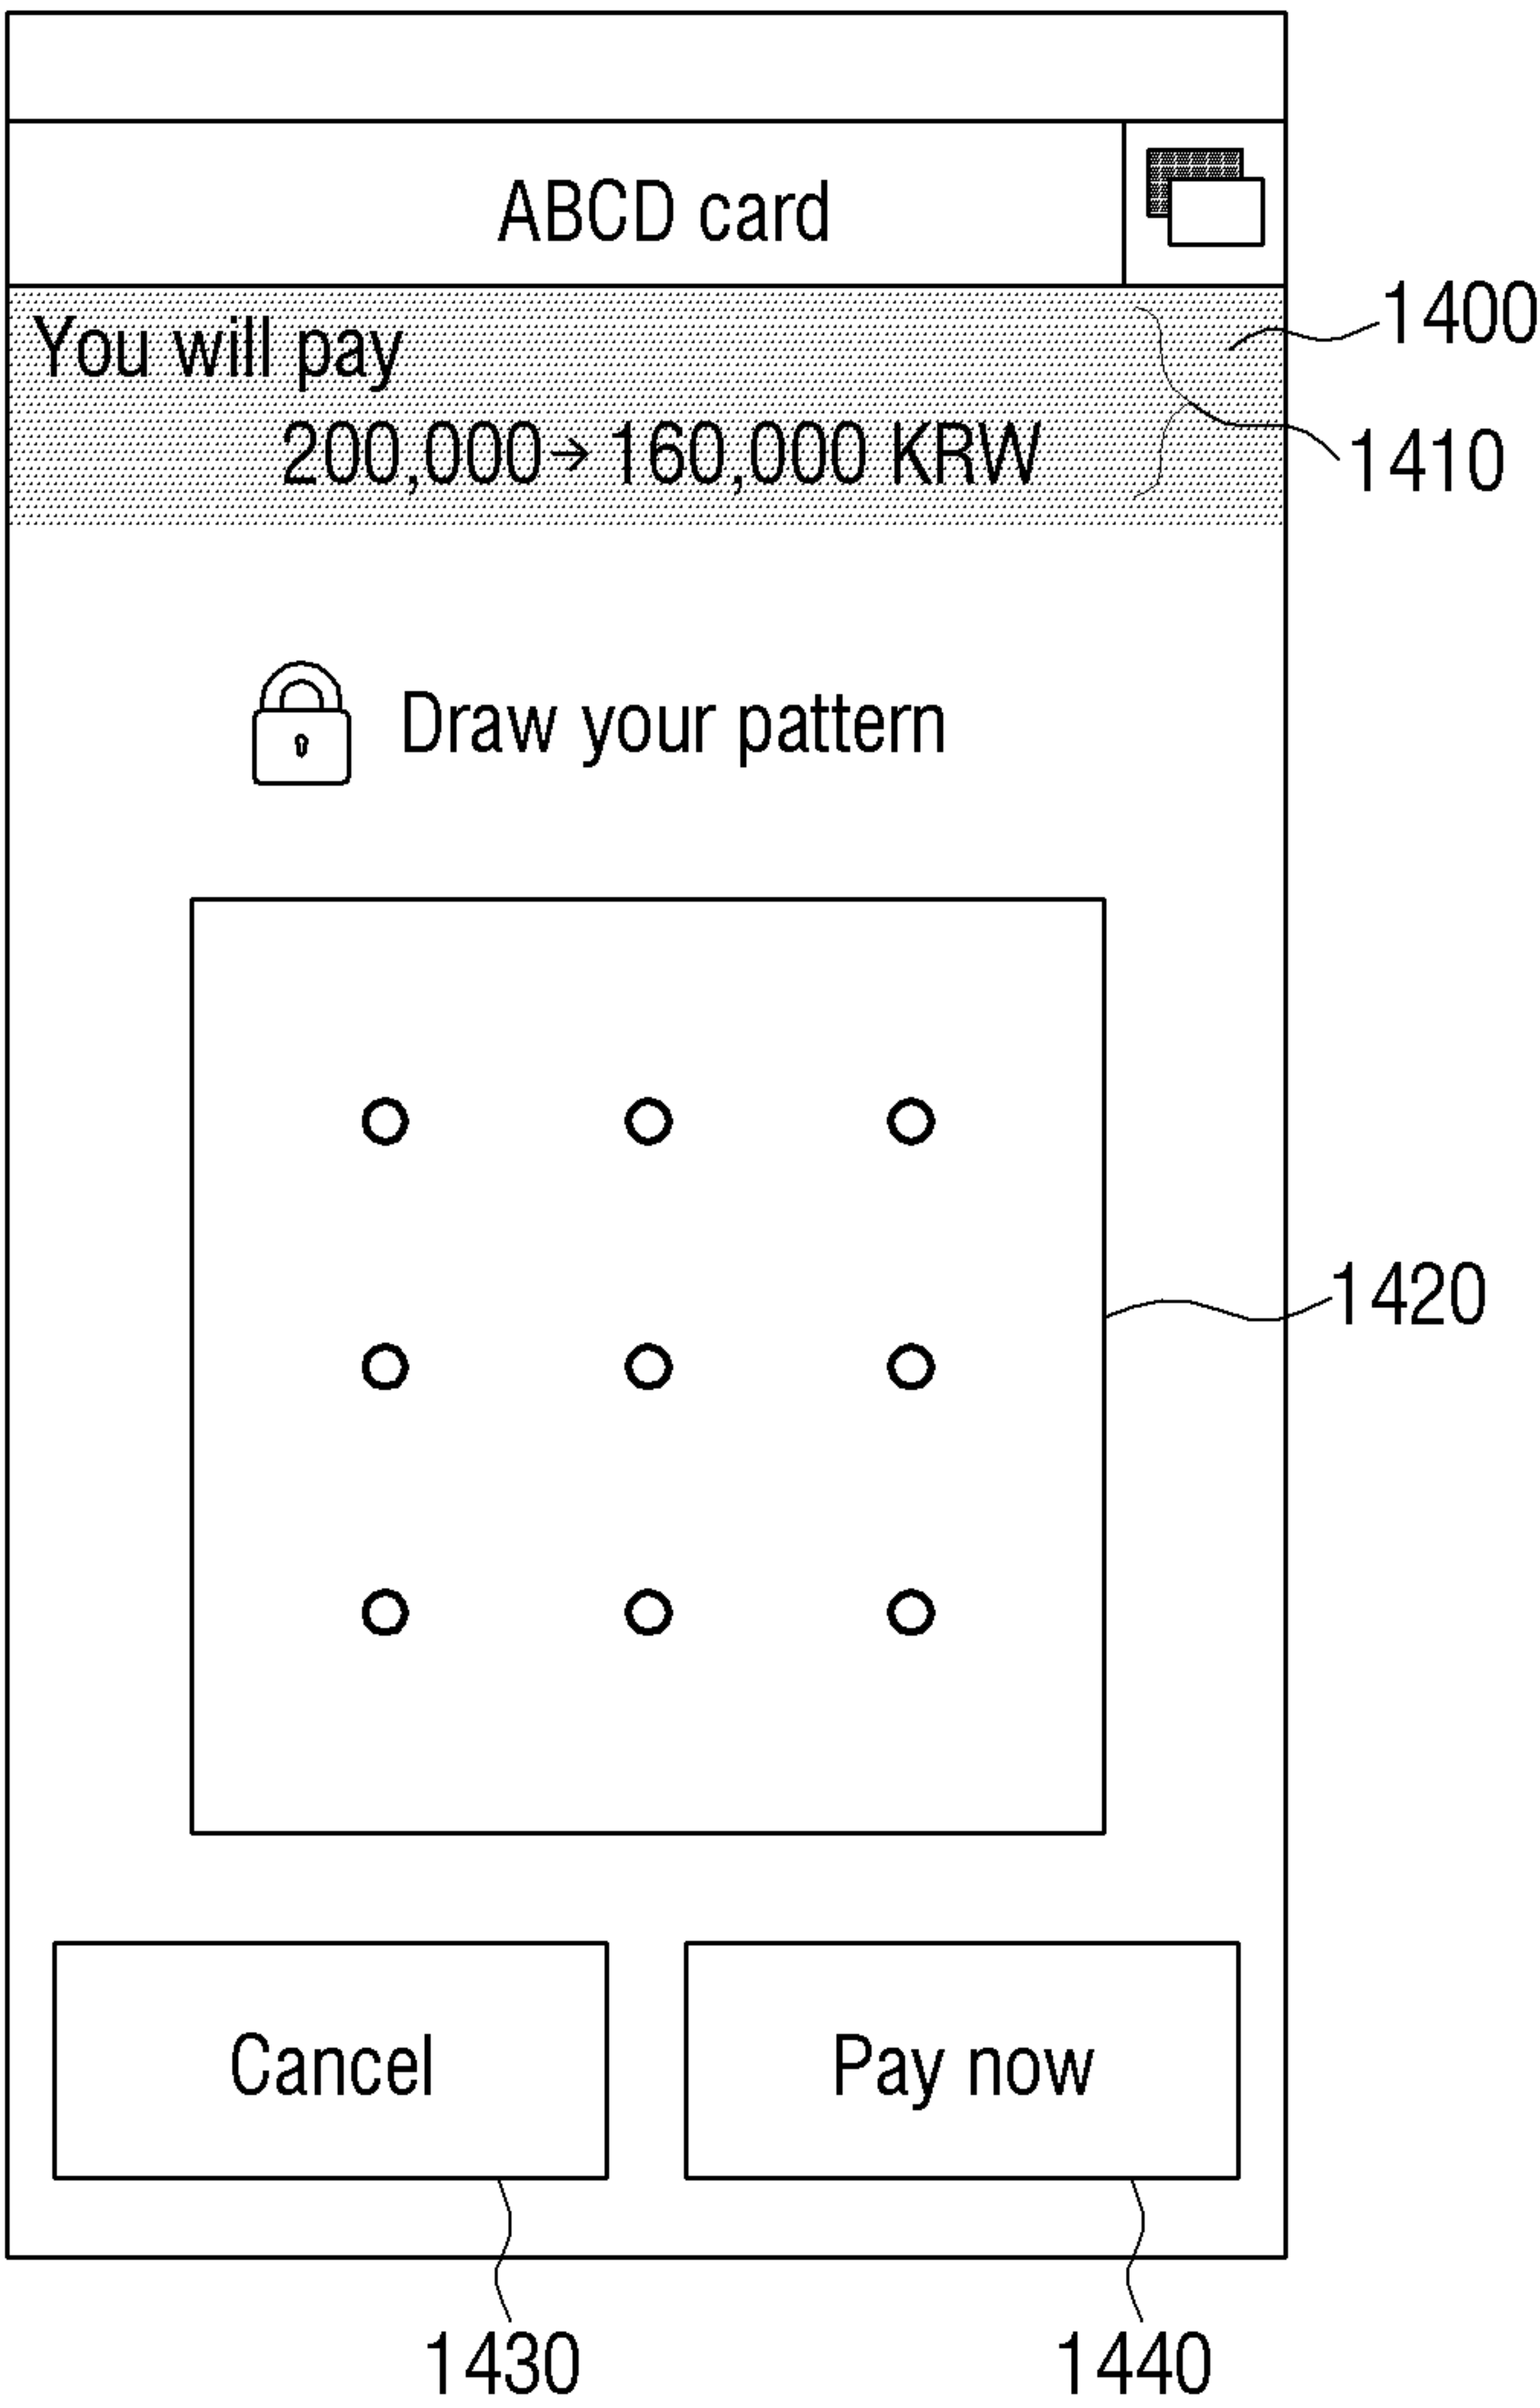 ABCD card
You will pay
1400
200,000→160,000 KRW
1410
Draw your pattern
1420
Cancel
Pay now
1430
1440